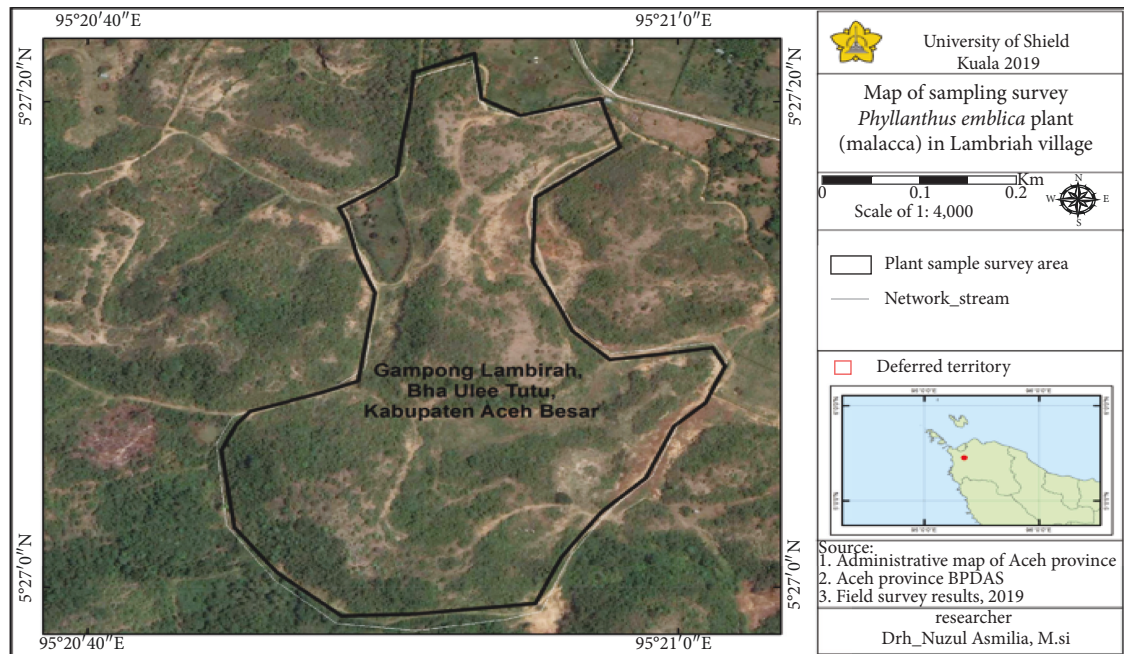 95°20′40″E
95°21′0″E
5°27′20″N
5°27′20″N
Gampong Lambirah,
Bha Ulee Tutu,
Kabupaten Aceh Besar
5°27′0″N
5°27′0″N
95°20′40″E
95°21′0″E
University of Shield
Kuala 2019
Map of sampling survey
Phyllanthus emblica plant
(malacca) in Lambriah village
Km
0 0.1 0.2
Scale of 1: 4,000
N
W E
S
Plant sample survey area
Network_stream
Deferred territory
Source:
1. Administrative map of Aceh province
2. Aceh province BPDAS
3. Field survey results, 2019
researcher
Drh_Nuzul Asmilia, M.si